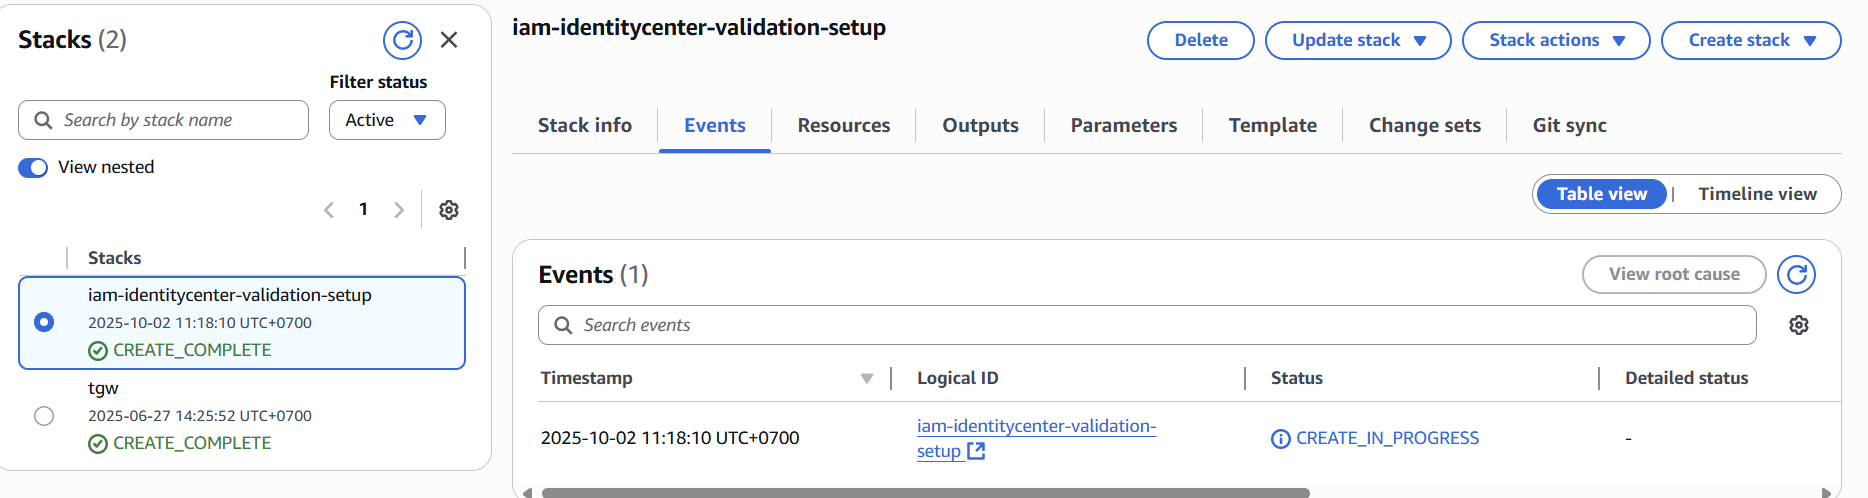 Stacks (2)
Filter status
Search by stack name
Active
View nested
1
Stacks
iam-identitycenter-validation-setup
2025-10-02 11:18:10 UTC+0700
CREATE_COMPLETE
tgw
2025-06-27 14:25:52 UTC+0700
CREATE_COMPLETE
iam-identitycenter-validation-setup
Delete
Update stack
Stack actions
Create stack
Stack info
Events
Resources
Outputs
Parameters
Template
Change sets
Git sync
Table view
Timeline view
Events (1)
View root cause
Search events
Timestamp
Logical ID
Status
Detailed status
2025-10-02 11:18:10 UTC+0700
iam-identitycenter-validation-
setup
CREATE_IN_PROGRESS
-